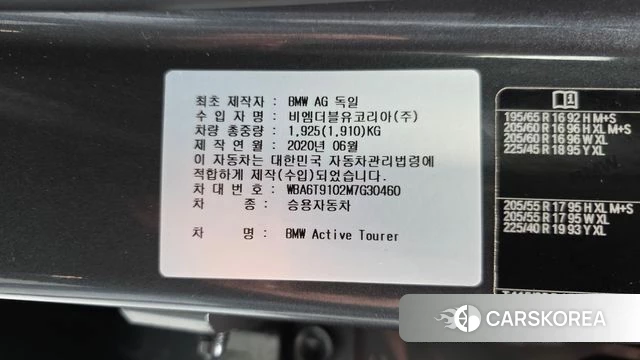 최초 제작자 : BMW AG 독일
수 입 자 명 : 비엠더블유코리아(주)
차량 총중량 : 1,925(1,910)KG
제 작 연 월 : 2020년 06월
이 자동차는 대한민국 자동차관리법령에
적합하게 제작(수입)되었습니다.
차 대 번 호 : WBA6T9102M7G30460
차 종 : 승용자동차
차 명 : BMW Active Tourer
195/65 R 16 92 H M+S
205/60 R 16 96 H XL M+S
205/60 R 16 96 W XL
225/45 R 18 95 Y XL
205/55 R 17 95 H XL M+S
205/55 R 17 95 W XL
225/40 R 19 93 Y XL
CARSKOREA